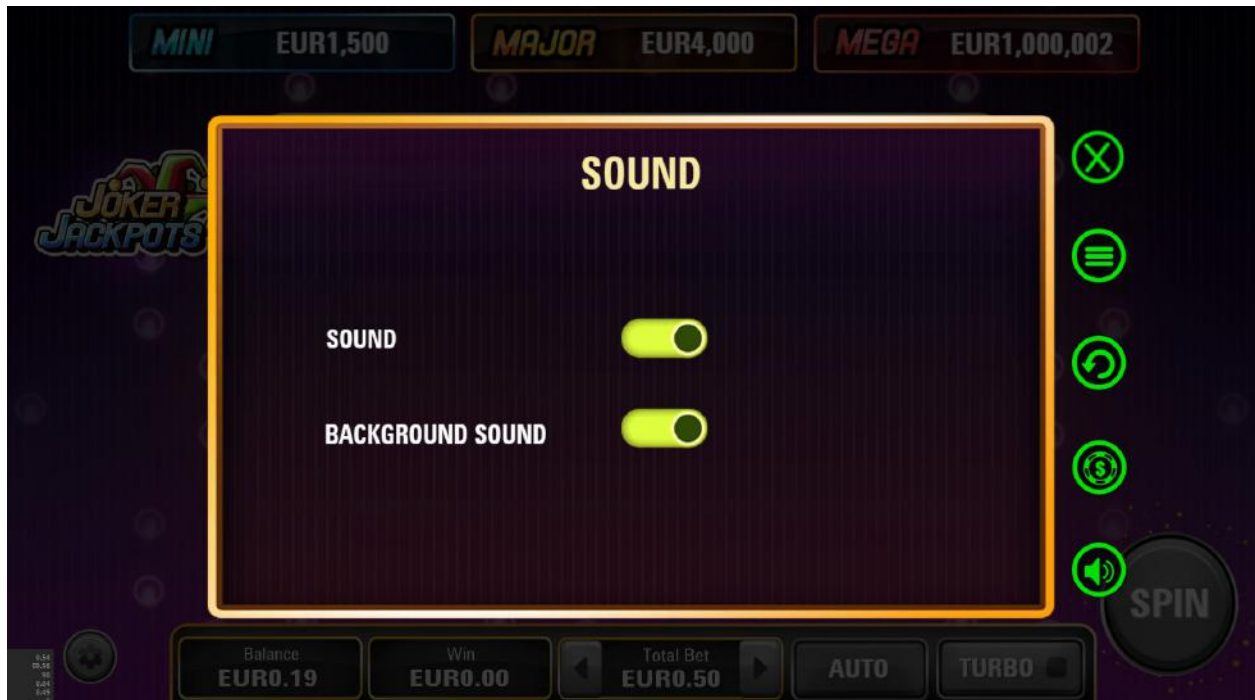 MINI EUR1,500 MAJOR EUR4,000 MEGA EUR1,000,002
JOKER
JACKPOTS
SOUND
SOUND
BACKGROUND SOUND
SPIN
Balance Win Total Bet
EUR0.19 EUR0.00 EUR0.50 AUTO TURBO